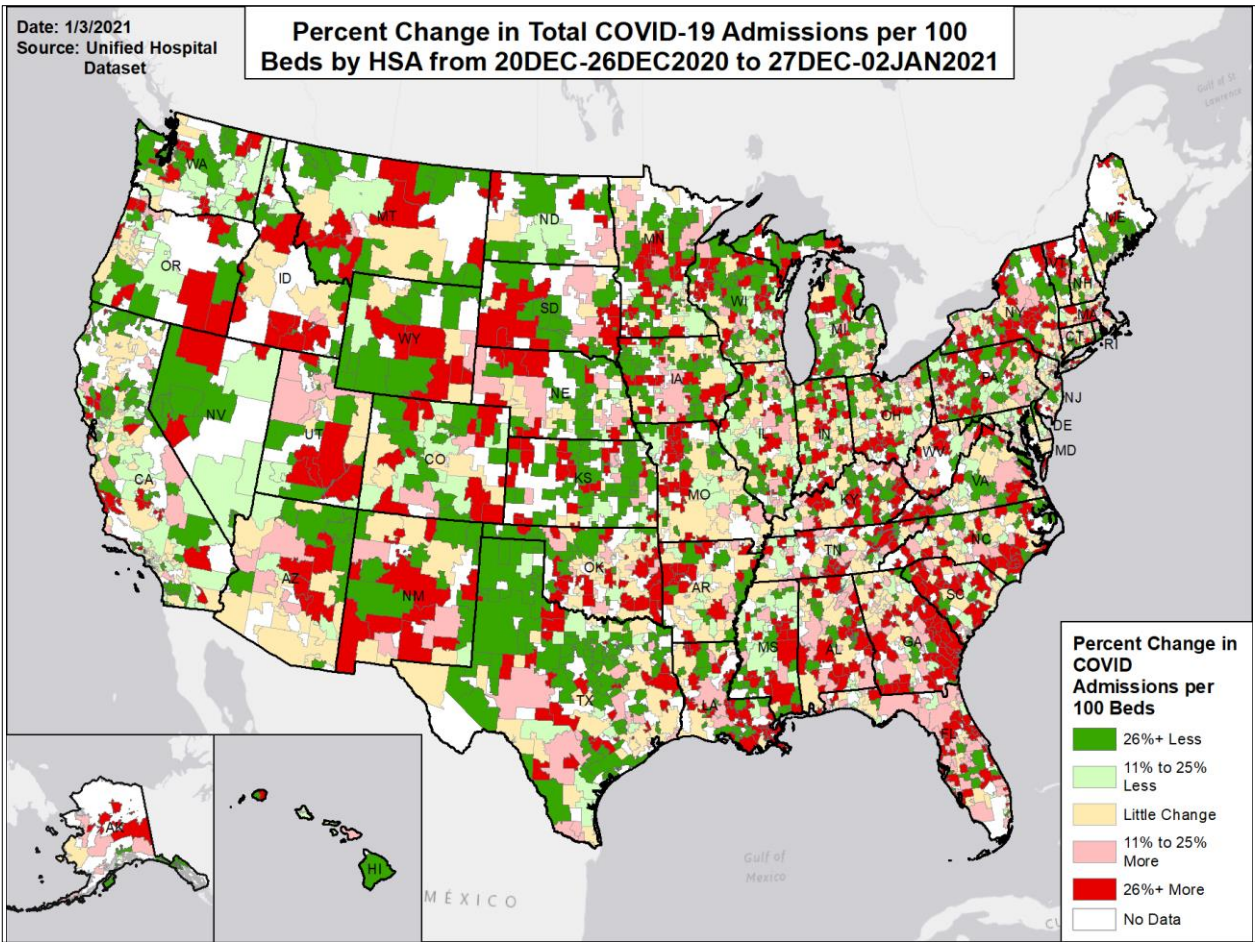 Date: 1/3/2021
Source: Unified Hospital
Dataset
Percent Change in Total COVID-19 Admissions per 100
Beds by HSA from 20DEC-26DEC2020 to 27DEC-02JAN2021
Gulf of St
Lawrence
WA
MT
ND
MN
ME
OR
ID
SD
WI
MI
VT
NH
NY
MA
CT
RI
WY
IA
NE
PA
NJ
NV
UT
CO
IL
IN
OH
DE
MD
WV
CA
KS
MO
KY
VA
AZ
NM
OK
AR
TN
NC
SC
TX
MS
AL
GA
LA
FL
AK
HI
Gulf of
Mexico
MÉXICO
Percent Change in
COVID
Admissions per
100 Beds
26%+ Less
11% to 25%
Less
Little Change
11% to 25%
More
26%+ More
No Data